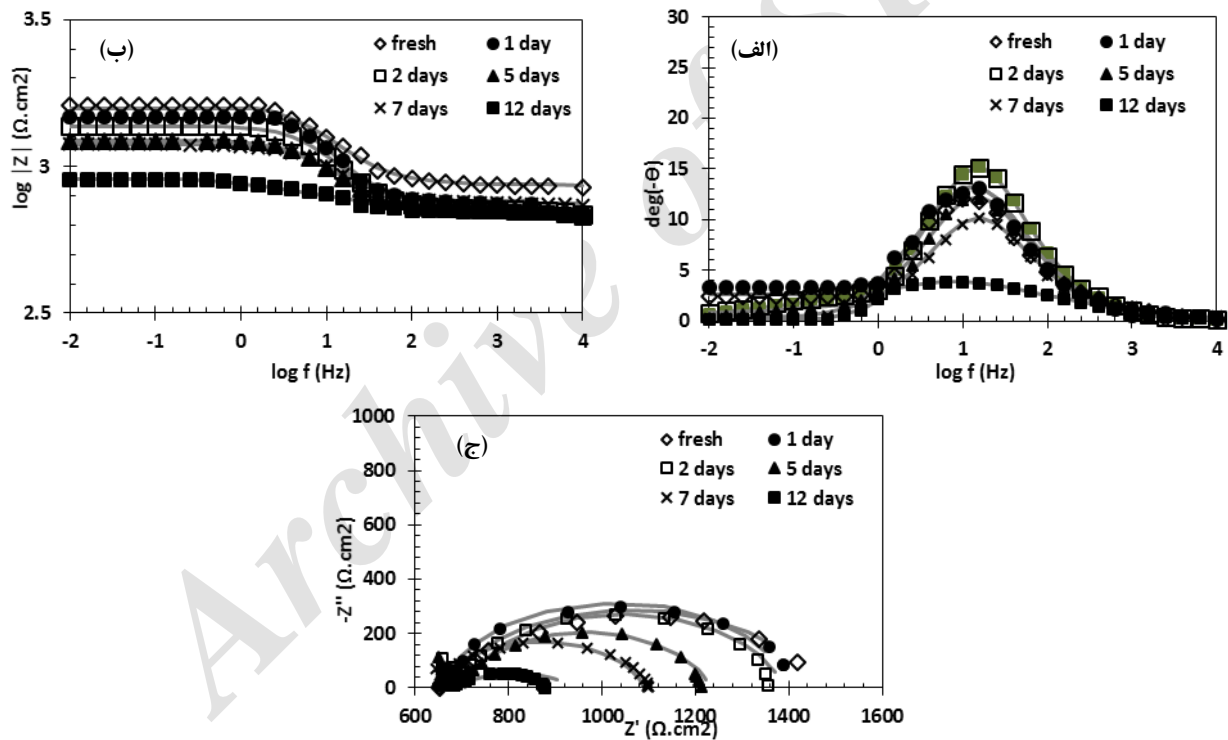 (ب)
3.5
3
2.5
log |Z| (Ω.cm2)
◇ fresh ● 1 day
□ 2 days ▲ 5 days
× 7 days ■ 12 days
-2 -1 0 1 2 3 4
log f (Hz)
(الف)
30
25
20
15
10
5
0
deg(-Θ)
◇ fresh ● 1 day
□ 2 days ▲ 5 days
× 7 days ■ 12 days
-2 -1 0 1 2 3 4
log f (Hz)
(ج)
1000
800
600
400
200
0
-Z" (Ω.cm2)
◇ fresh ● 1 day
□ 2 days ▲ 5 days
× 7 days ■ 12 days
600 800 1000 1200 1400 1600
Z' (Ω.cm2)
Archive of S